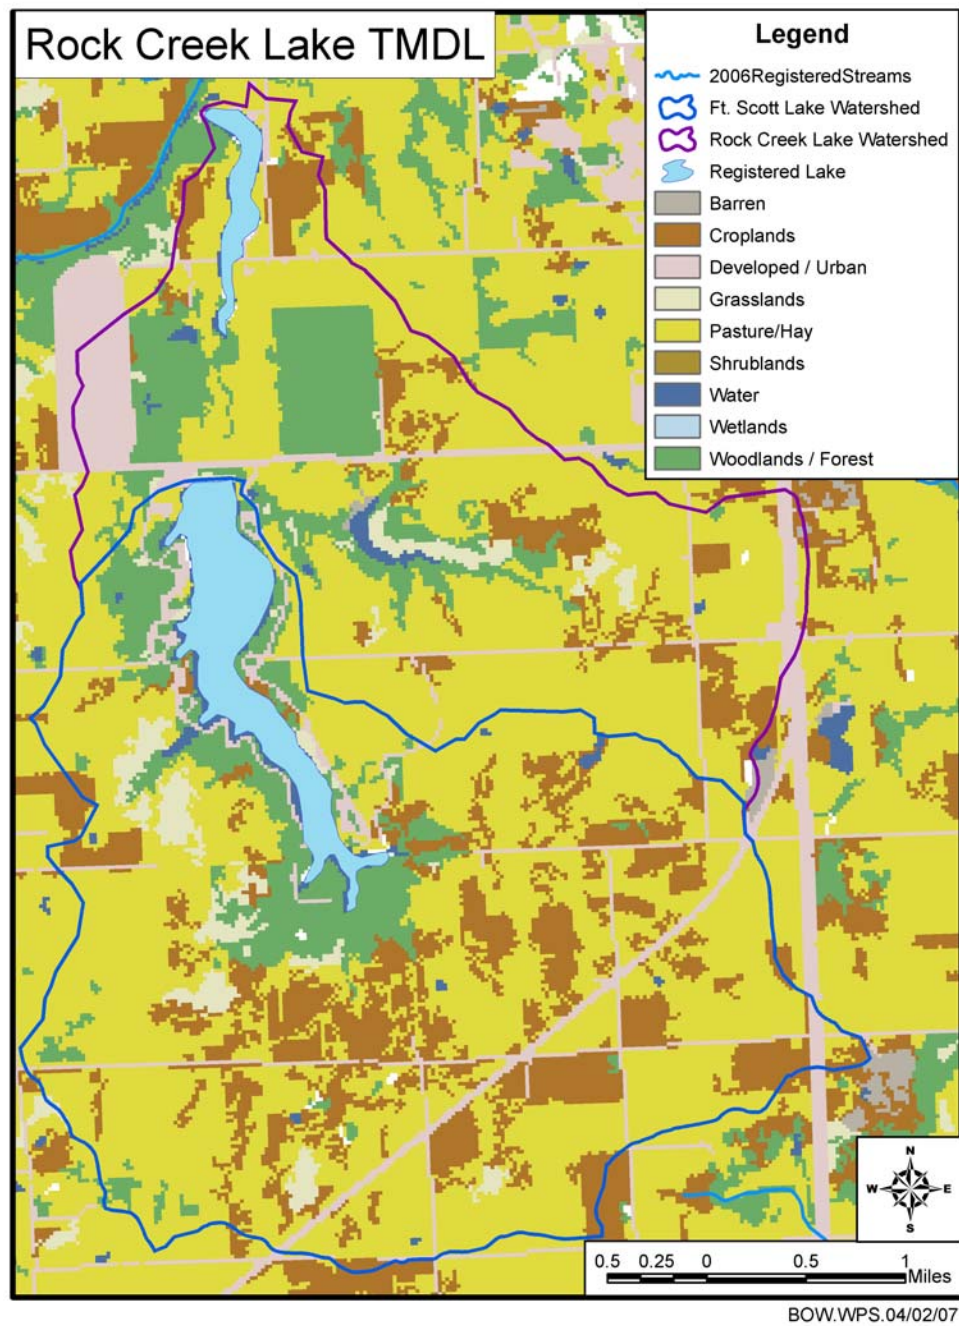 Rock Creek Lake TMDL
Legend
2006RegisteredStreams
Ft. Scott Lake Watershed
Rock Creek Lake Watershed
Registered Lake
Barren
Croplands
Developed / Urban
Grasslands
Pasture/Hay
Shrublands
Water
Wetlands
Woodlands / Forest
N
W E
S
0.5 0.25 0 0.5 1
Miles
BOW.WPS.04/02/07